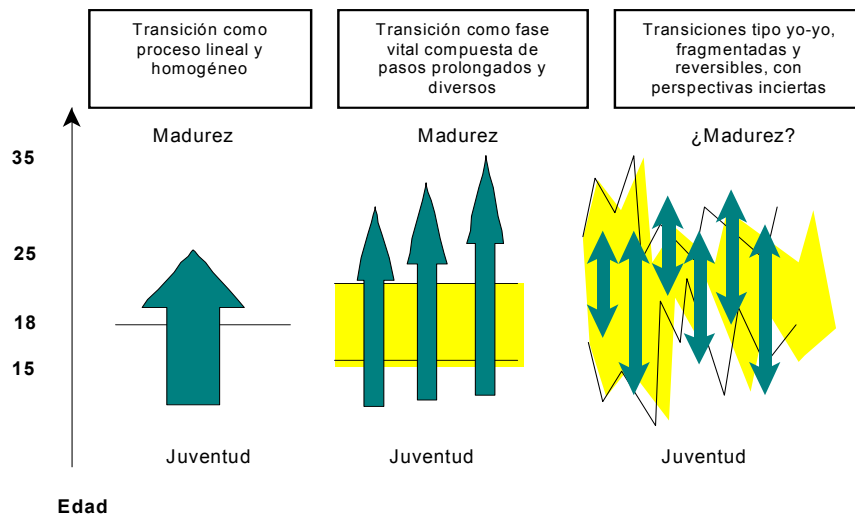 Transición como
proceso lineal y
homogéneo
Transición como fase
vital compuesta de
pasos prolongados y
diversos
Transiciones tipo yo-yo,
fragmentadas y
reversibles, con
perspectivas inciertas
Madurez
Madurez
¿Madurez?
35
25
18
15
Juventud
Juventud
Juventud
Edad